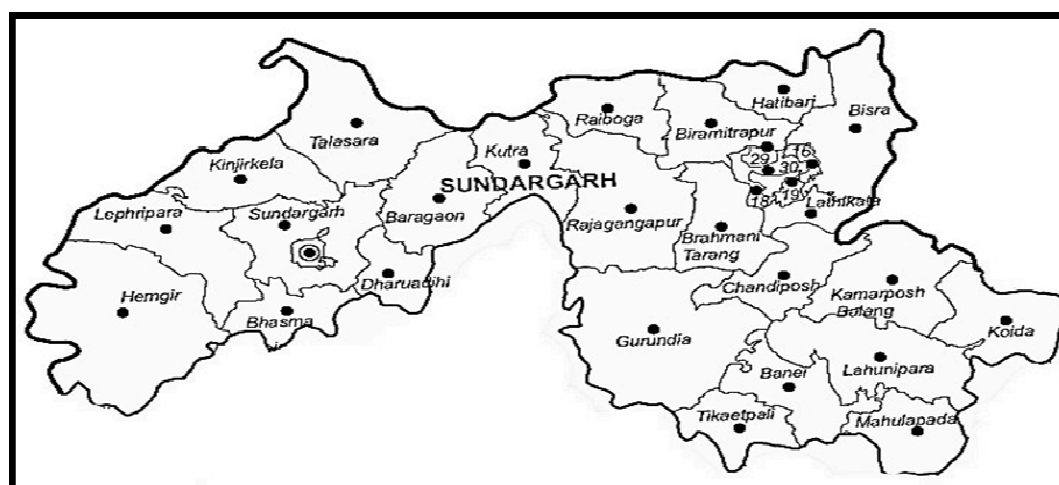 Hatibari
Raiboga
Bisra
Biramitrapur
Talasara
Kutra
16
29
30
Kinjirkela
SUNDARGARH
18
19
Lathikata
Lephripara
Sundargarh
Baragaon
Rajagangapur
Brahmani
Tarang
Dharuadihi
Chandiposh
Kamarposh
Balang
Hemgir
Bhasma
Koida
Gurundia
Lahunipara
Banei
Tikaetpali
Mahulapada